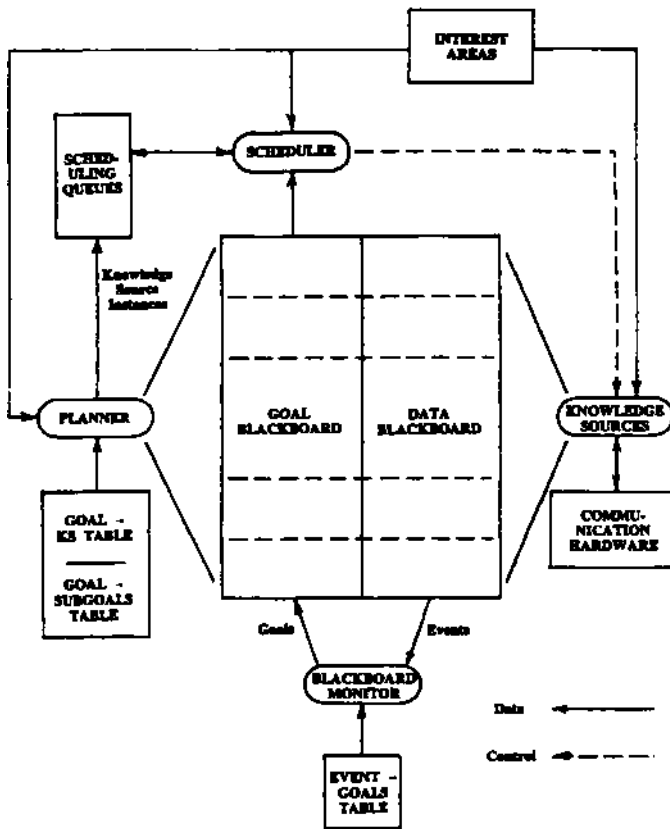 INTEREST
AREAS
SCHED-
ULING
QUEUES
SCHEDULER
Knowledge
Source
Instances
PLANNER
GOAL
BLACKBOARD
DATA
BLACKBOARD
KNOWLEDGE
SOURCES
GOAL -
KS TABLE
GOAL -
SUBGOALS
TABLE
COMMU-
NICATION
HARDWARE
Goals
Events
BLACKBOARD
MONITOR
Data
Control
EVENT -
GOALS
TABLE